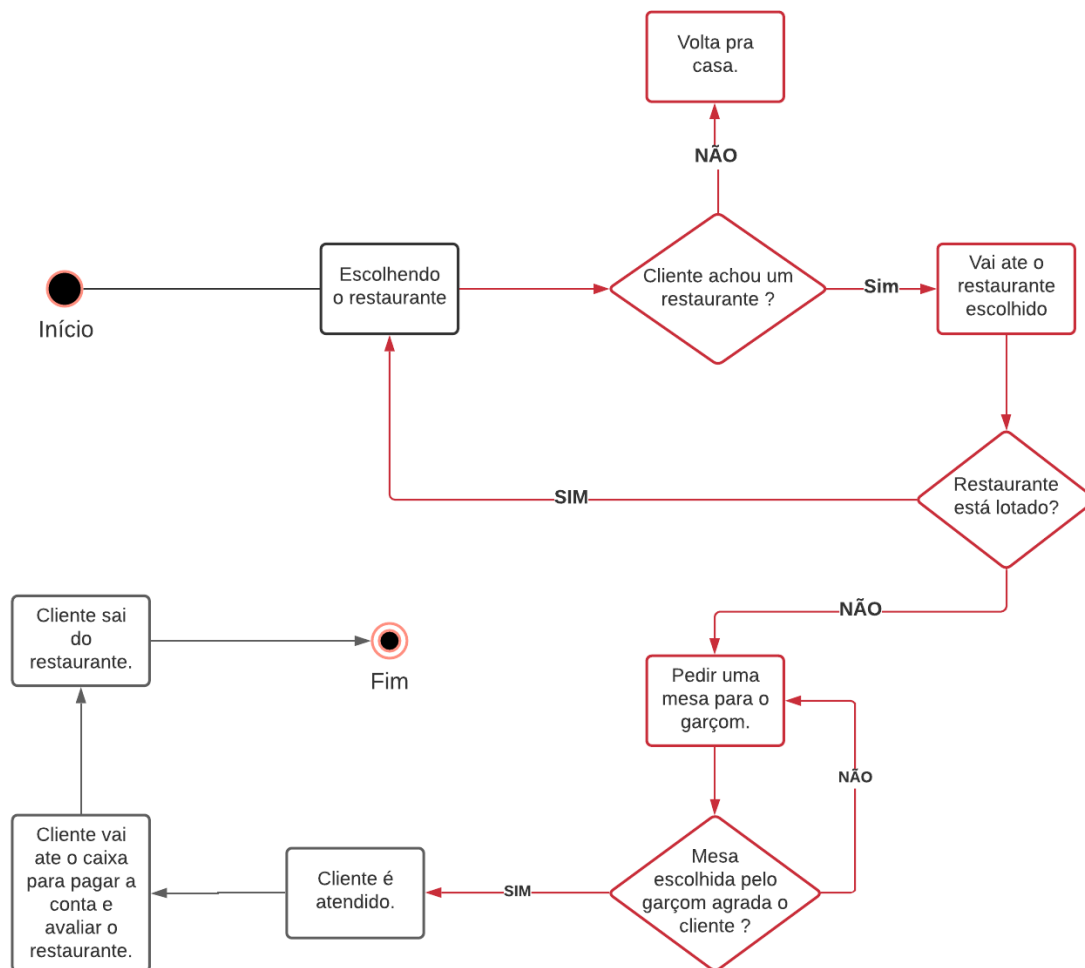 Volta pra
casa.
NÃO
Escolhendo
o restaurante
Cliente achou um
restaurante ?
Sim
Vai ate o
restaurante
escolhido
Início
SIM
Restaurante
está lotado?
NÃO
Cliente sai
do
restaurante.
Fim
Pedir uma
mesa para o
garçom.
NÃO
Mesa
escolhida pelo
garçom agrada o
cliente ?
SIM
Cliente é
atendido.
Cliente vai
ate o caixa
para pagar a
conta e
avaliar o
restaurante.